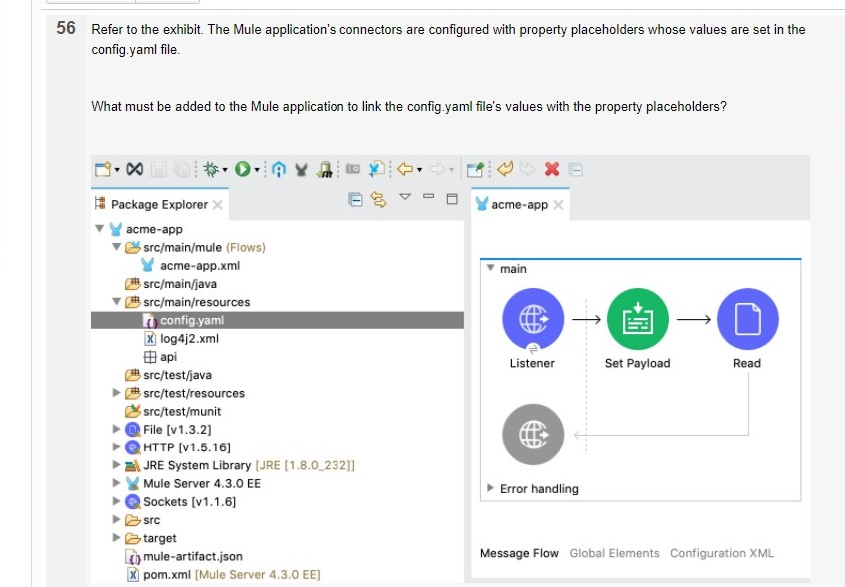 56 Refer to the exhibit. The Mule application's connectors are configured with property placeholders whose values are set in the
config.yaml file.
What must be added to the Mule application to link the config.yaml file's values with the property placeholders?
Package Explorer
acme-app
src/main/mule (Flows)
acme-app.xml
src/main/java
src/main/resources
config.yaml
log4j2.xml
api
src/test/java
src/test/resources
src/test/munit
File [v1.3.2]
HTTP [v1.5.16]
JRE System Library [JRE [1.8.0_232]]
Mule Server 4.3.0 EE
Sockets [v1.1.6]
src
target
mule-artifact.json
pom.xml [Mule Server 4.3.0 EE]
acme-app
main
Listener Set Payload Read
Error handling
Message Flow Global Elements Configuration XML